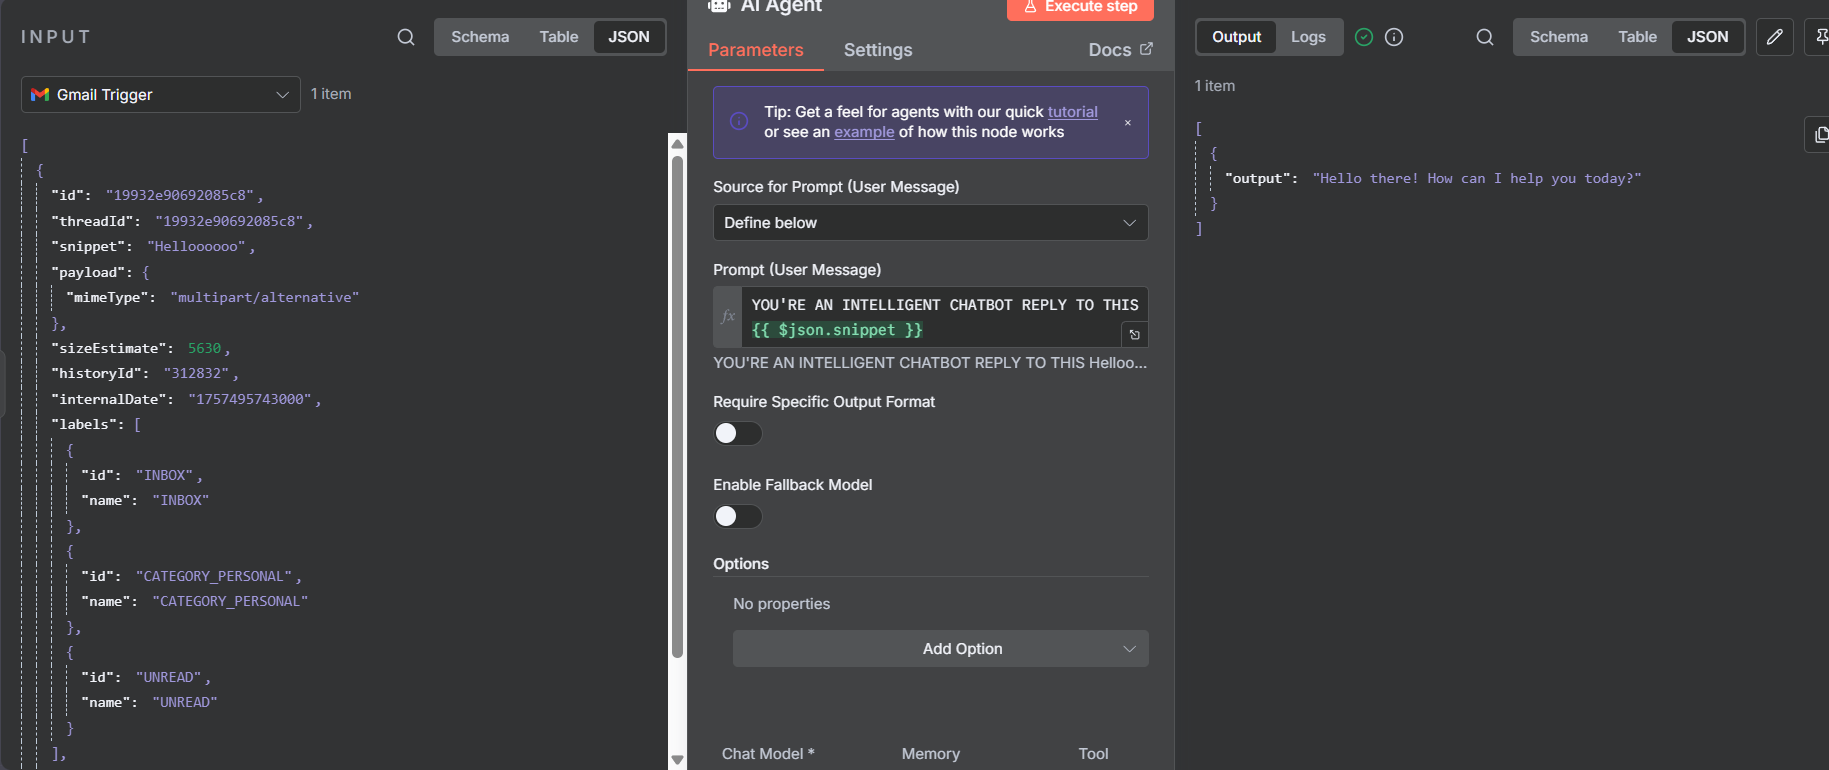 INPUT
Schema
Table
JSON
Gmail Trigger
1 item
[
{
"id": "19932e90692085c8",
"threadId": "19932e90692085c8",
"snippet": "Helloooooo",
"payload": {
"mimeType": "multipart/alternative"
},
"sizeEstimate": 5630,
"historyId": "312832",
"internalDate": "1757495743000",
"labels": [
{
"id": "INBOX",
"name": "INBOX"
},
{
"id": "CATEGORY_PERSONAL",
"name": "CATEGORY_PERSONAL"
},
{
"id": "UNREAD",
"name": "UNREAD"
}
],
AI Agent
Execute step
Parameters
Settings
Docs
Tip: Get a feel for agents with our quick tutorial
or see an example of how this node works
×
Source for Prompt (User Message)
Define below
Prompt (User Message)
fx
YOU'RE AN INTELLIGENT CHATBOT REPLY TO THIS
{{ $json.snippet }}
YOU'RE AN INTELLIGENT CHATBOT REPLY TO THIS Helloo...
Require Specific Output Format
Enable Fallback Model
Options
No properties
Add Option
Chat Model *
Memory
Tool
Output
Logs
Schema
Table
JSON
1 item
[
{
"output": "Hello there! How can I help you today?"
}
]